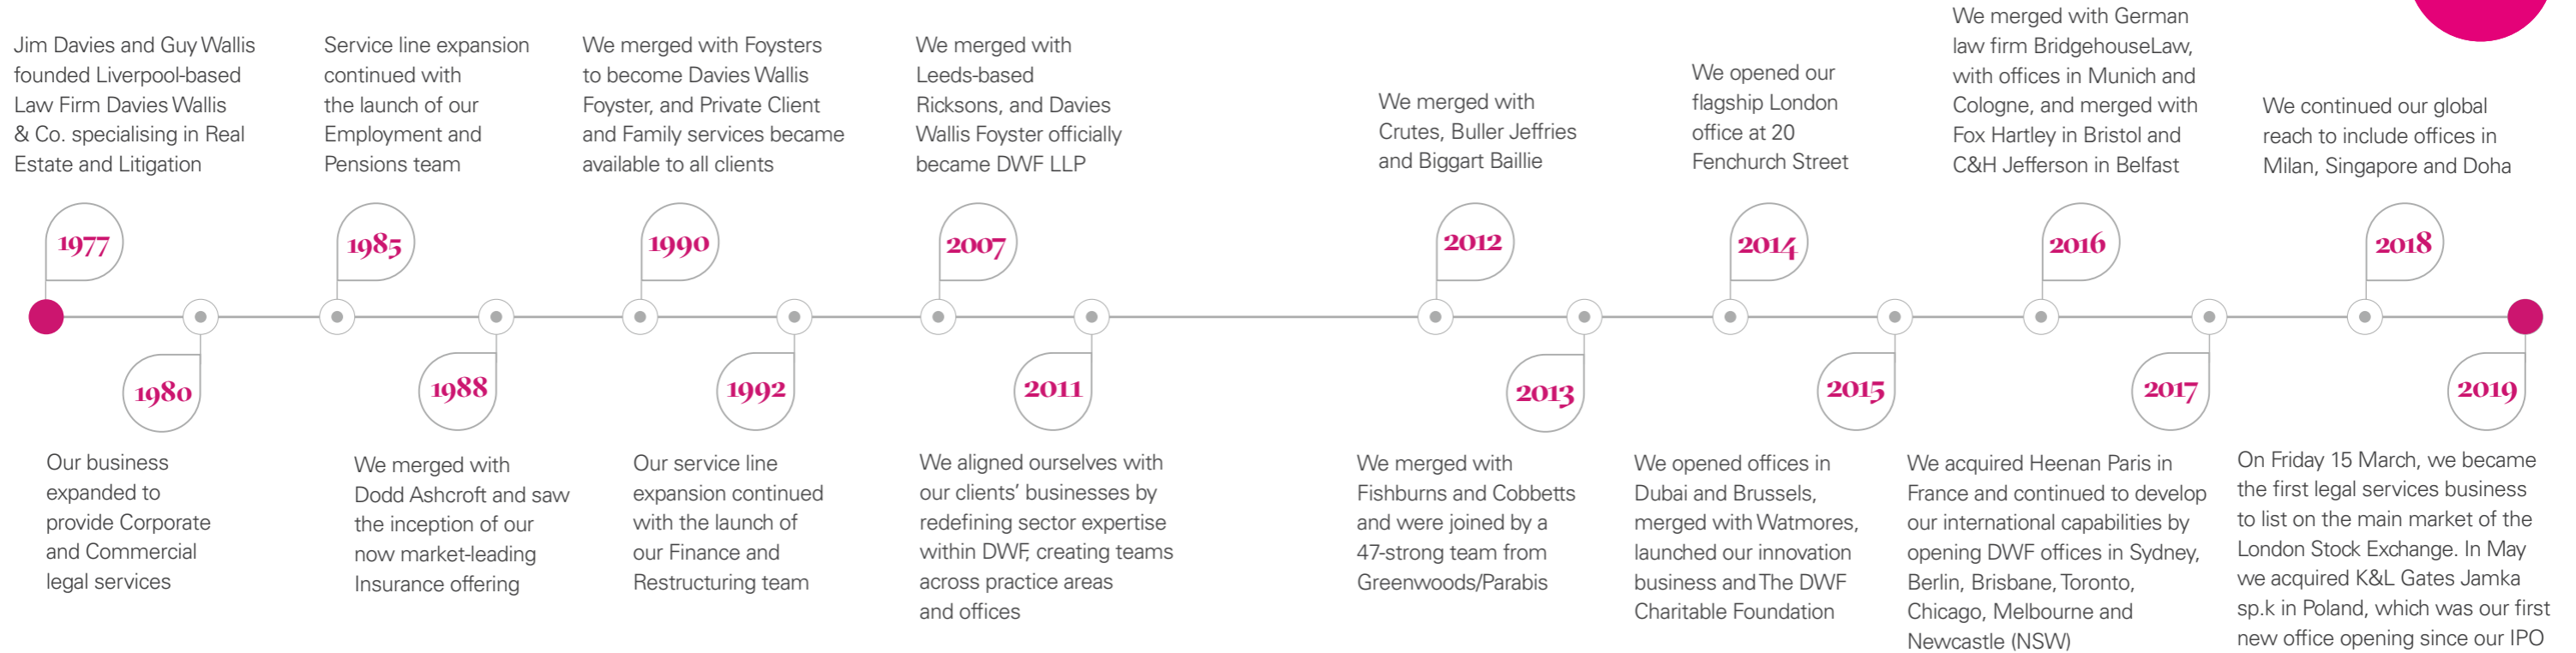 Jim Davies and Guy Wallis
founded Liverpool-based
Law Firm Davies Wallis
& Co. specialising in Real
Estate and Litigation
1977
1980
Our business
expanded to
provide Corporate
and Commercial
legal services
Service line expansion
continued with
the launch of our
Employment and
Pensions team
1985
1988
We merged with
Dodd Ashcroft and saw
the inception of our
now market-leading
Insurance offering
We merged with Foysters
to become Davies Wallis
Foyster, and Private Client
and Family services became
available to all clients
1990
1992
Our service line
expansion continued
with the launch of
our Finance and
Restructuring team
We merged with
Leeds-based
Ricksons, and Davies
Wallis Foyster officially
became DWF LLP
2007
2011
We aligned ourselves with
our clients’ businesses by
redefining sector expertise
within DWF, creating teams
across practice areas
and offices
We merged with
Crutes, Buller Jeffries
and Biggart Baillie
2012
2013
We merged with
Fishburns and Cobbetts
and were joined by a
47-strong team from
Greenwoods/Parabis
We opened our
flagship London
office at 20
Fenchurch Street
2014
2015
We opened offices in
Dubai and Brussels,
merged with Watmores,
launched our innovation
business and The DWF
Charitable Foundation
We merged with German
law firm BridgehouseLaw,
with offices in Munich and
Cologne, and merged with
Fox Hartley in Bristol and
C&H Jefferson in Belfast
2016
2017
We acquired Heenan Paris in
France and continued to develop
our international capabilities by
opening DWF offices in Sydney,
Berlin, Brisbane, Toronto,
Chicago, Melbourne and
Newcastle (NSW)
We continued our global
reach to include offices in
Milan, Singapore and Doha
2018
2019
On Friday 15 March, we became
the first legal services business
to list on the main market of the
London Stock Exchange. In May
we acquired K&L Gates Jamka
sp.k in Poland, which was our first
new office opening since our IPO